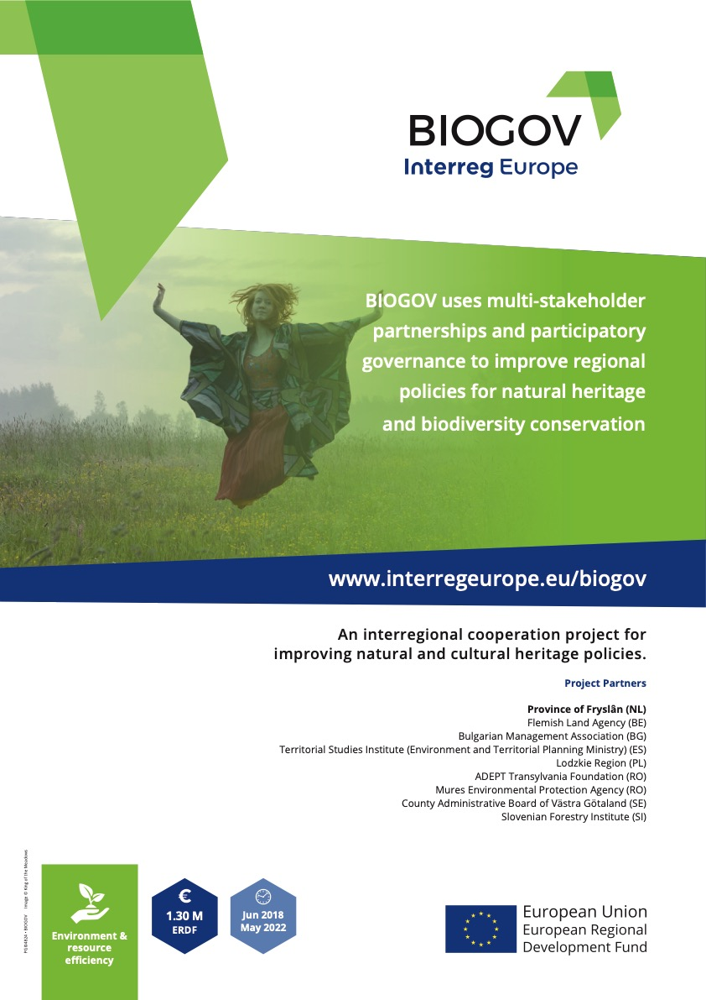 BIOGOV
Interreg Europe
BIOGOV uses multi-stakeholder
partnerships and participatory
governance to improve regional
policies for natural heritage
and biodiversity conservation
www.interregeurope.eu/biogov
An interregional cooperation project for
improving natural and cultural heritage policies.
Project Partners
Province of Fryslân (NL)
Flemish Land Agency (BE)
Bulgarian Management Association (BG)
Territorial Studies Institute (Environment and Territorial Planning Ministry) (ES)
Lodzkie Region (PL)
ADEPT Transylvania Foundation (RO)
Mures Environmental Protection Agency (RO)
County Administrative Board of Västra Götaland (SE)
Slovenian Forestry Institute (SI)
Environment &
resource
efficiency
€
1.30 M
ERDF
Jun 2018
May 2022
European Union
European Regional
Development Fund
BIOGOV Image © King of the Meadows